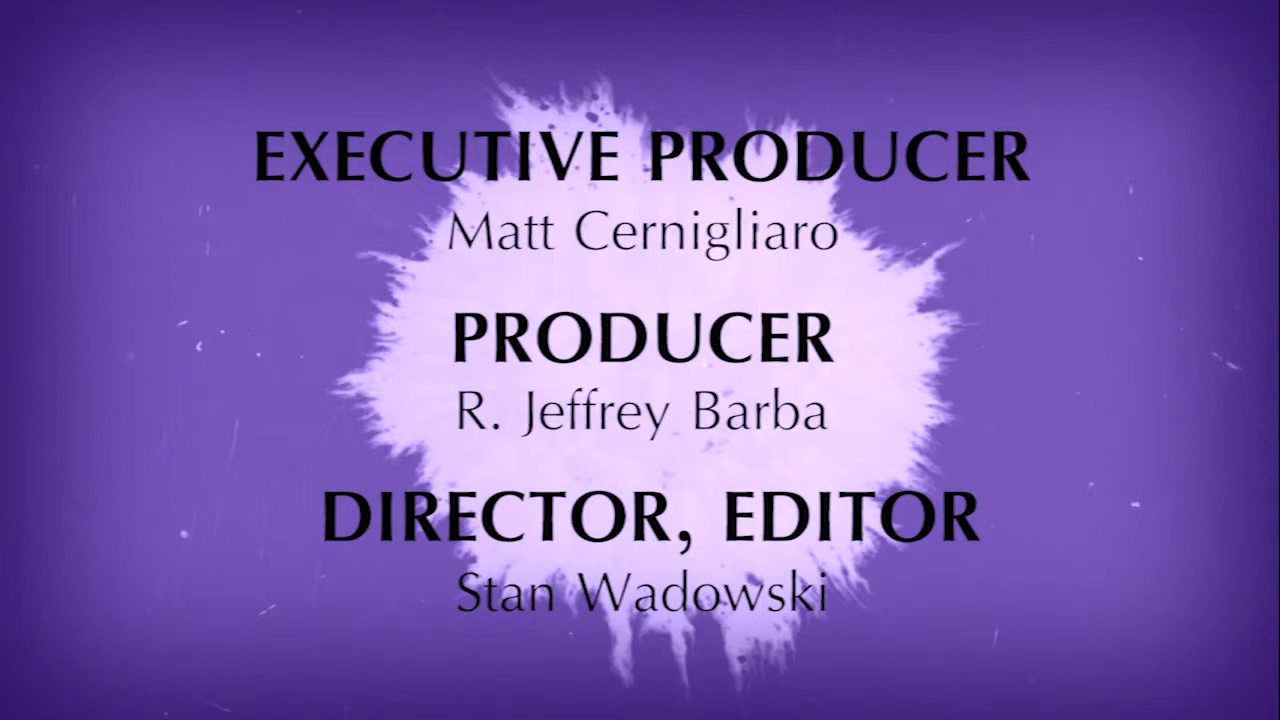 EXECUTIVE PRODUCER
Matt Cernigliaro
PRODUCER
R. Jeffrey Barba
DIRECTOR, EDITOR
Stan Wadowski